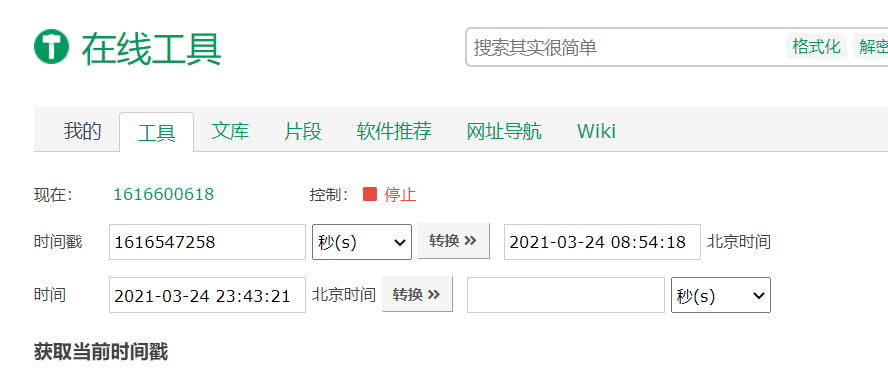 在线工具
搜索其实很简单 格式化 解密
我的 工具 文库 片段 软件推荐 网址导航 Wiki
现在: 1616600618 控制: 停止
时间戳 1616547258 秒(s) 转换 2021-03-24 08:54:18 北京时间
时间 2021-03-24 23:43:21 北京时间 转换 秒(s)
获取当前时间戳